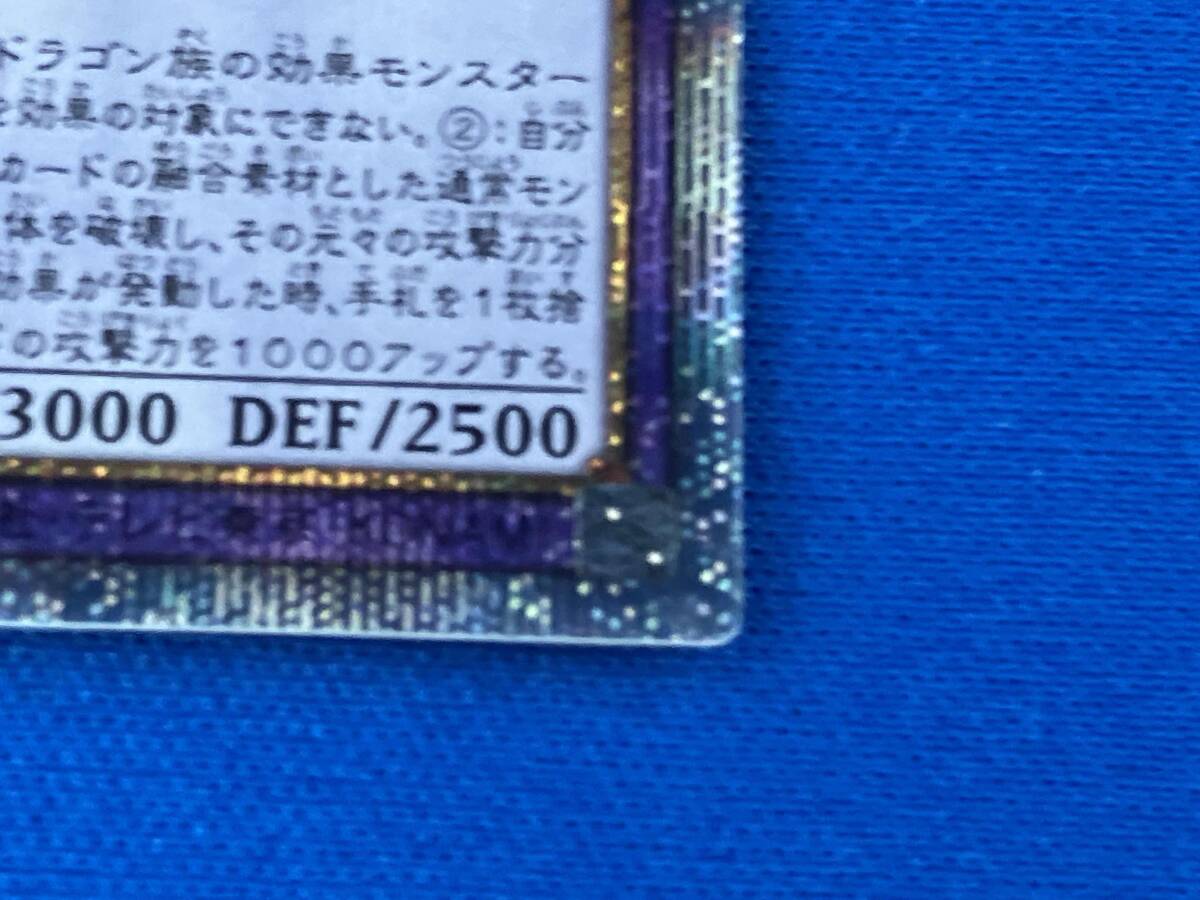 ドラゴン族の効果モンスター
を効果の対象にできない。②:自分
カードの融合素材とした通常モン
体を破壊し、その元々の攻撃力分
効果が発動した時、手札を1枚捨
の攻撃力を1000アップする。
3000 DEF/2500